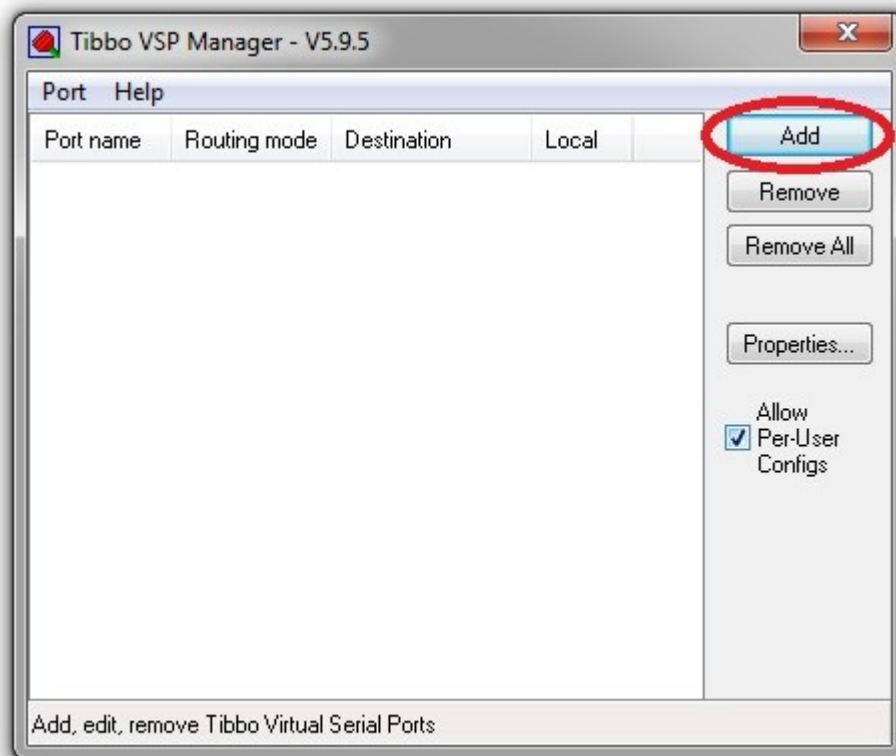 Tibbo VSP Manager - V5.9.5
Port Help
Port name Routing mode Destination Local
Add
Remove
Remove All
Properties...
Allow
Per-User
Configs
Add, edit, remove Tibbo Virtual Serial Ports